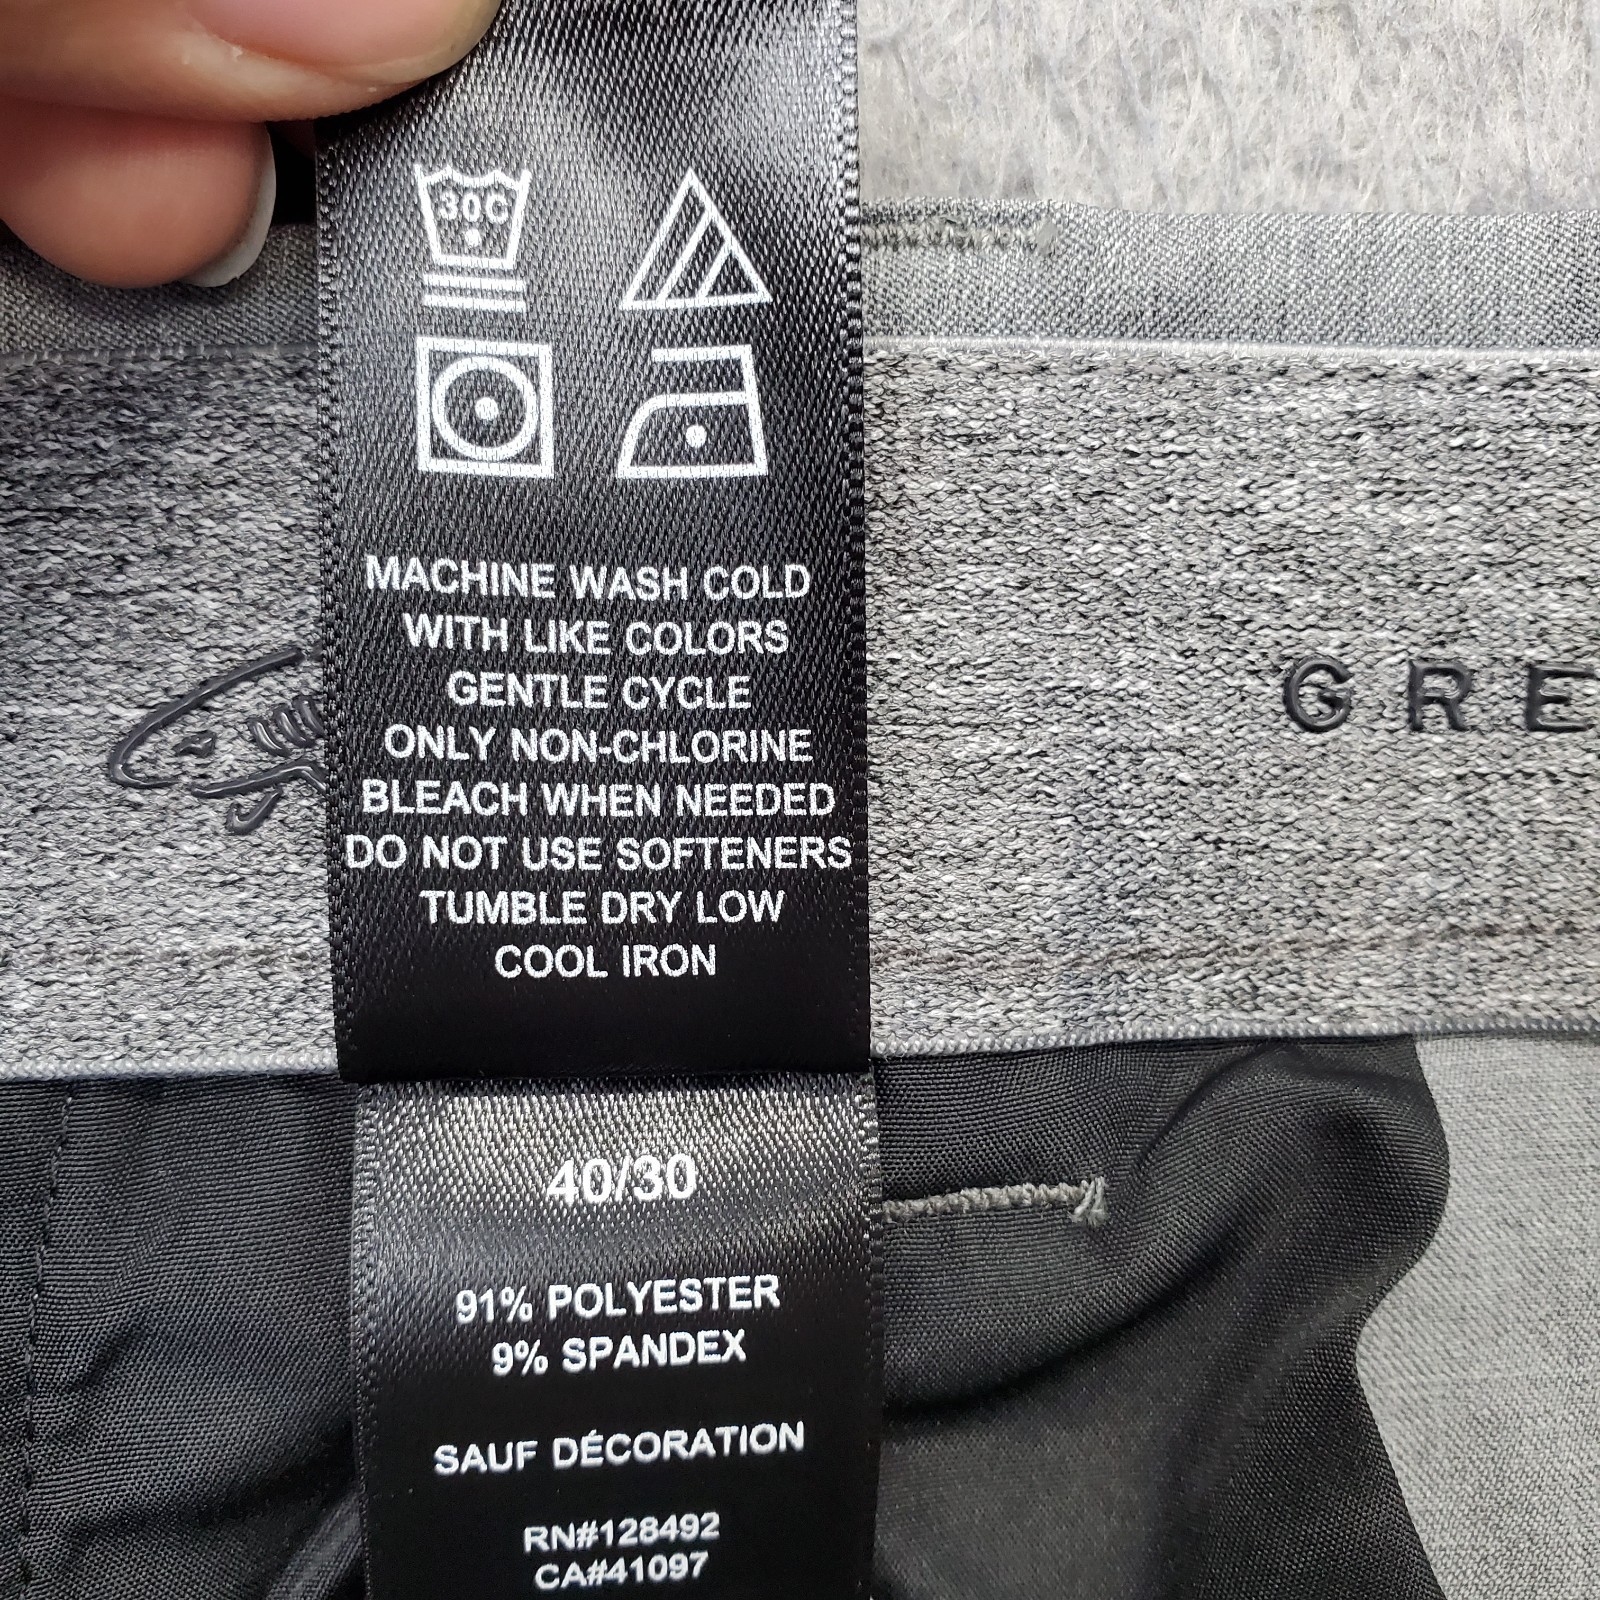 30C
MACHINE WASH COLD
WITH LIKE COLORS
GENTLE CYCLE
ONLY NON-CHLORINE
BLEACH WHEN NEEDED
DO NOT USE SOFTENERS
TUMBLE DRY LOW
COOL IRON
GRE
40/30
91% POLYESTER
9% SPANDEX
SAUF DÉCORATION
RN#128492
CA#41097